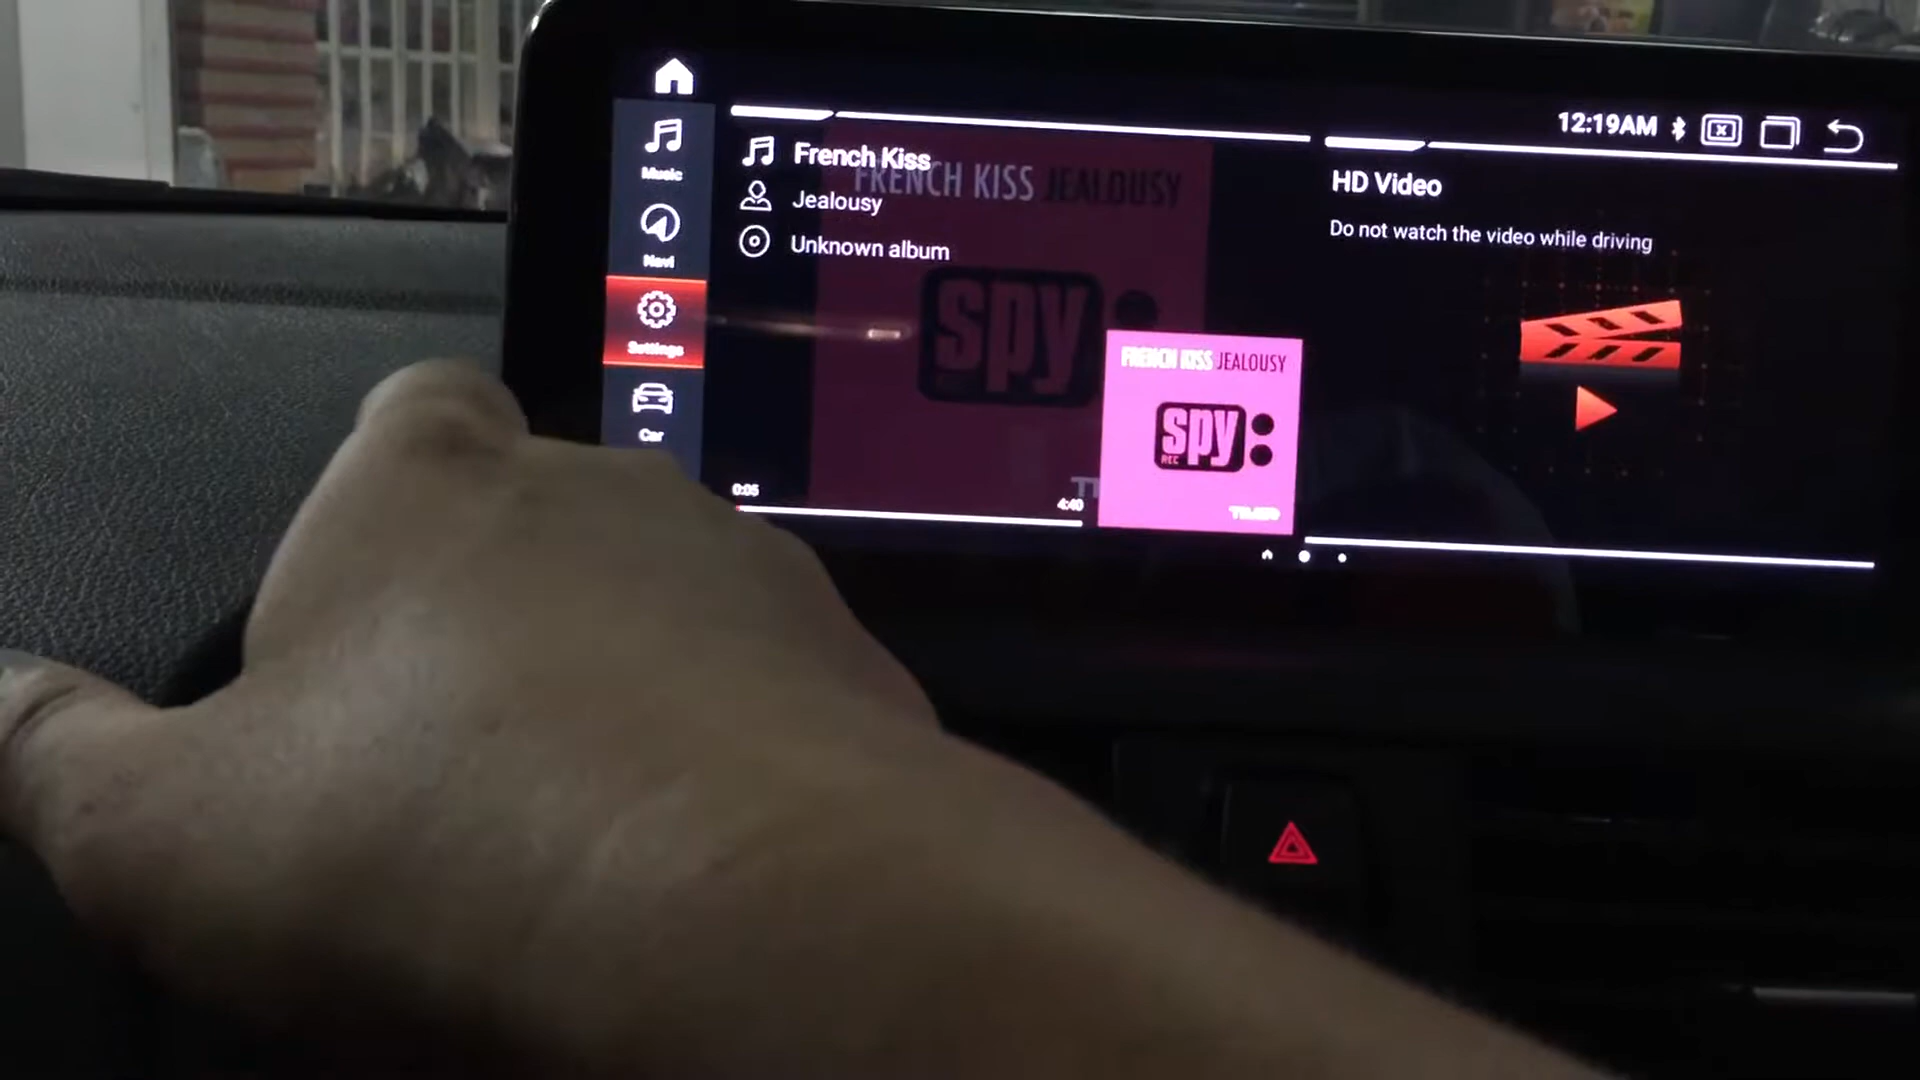 12:19AM
Music
Navi
Settings
Car
French Kiss
Jealousy
Unknown album
FRENCH KISS JEALOUSY
spy
0:05
4:40
FRENCH KISS JEALOUSY
spy
REC
HD Video
Do not watch the video while driving